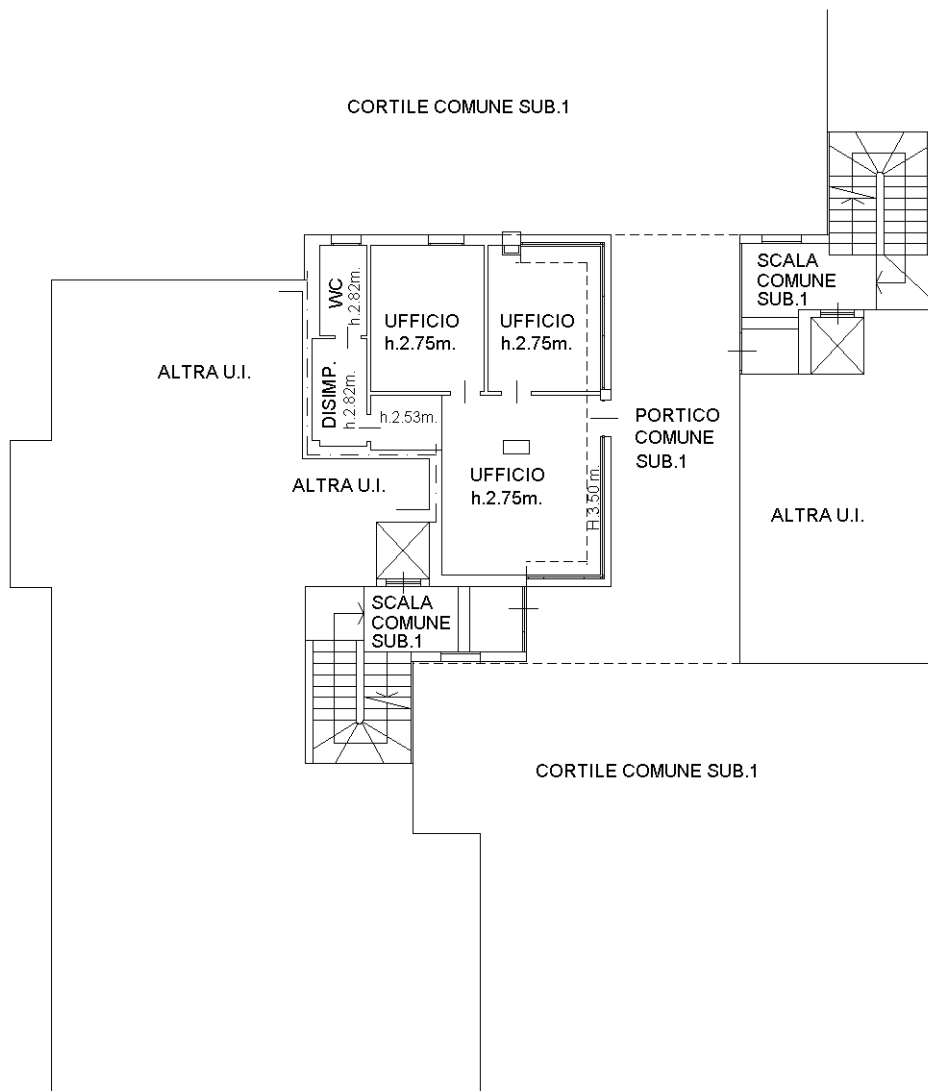 CORTILE COMUNE SUB.1
SCALA
COMUNE
SUB.1
WC
h.2.82m.
UFFICIO
h.2.75m.
UFFICIO
h.2.75m.
ALTRA U.I.
DISIMP.
h.2.82m.
h.2.53m.
PORTICO
COMUNE
SUB.1
UFFICIO
h.2.75m.
H.3.50 m.
ALTRA U.I.
ALTRA U.I.
SCALA
COMUNE
SUB.1
CORTILE COMUNE SUB.1